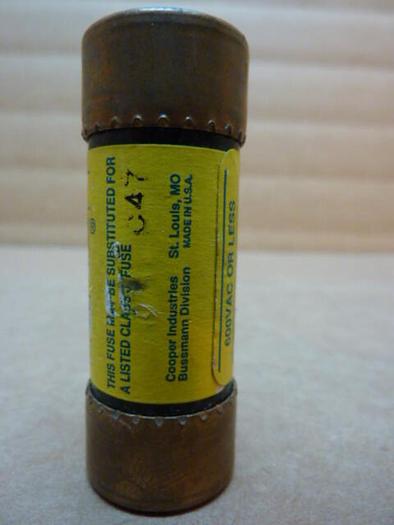 THIS FUSE MAY BE SUBSTITUTED FOR
A LISTED CLASS FUSE
Cooper Industries St. Louis, MO
Bussmann Division MADE IN U.S.A.
600VAC OR LESS